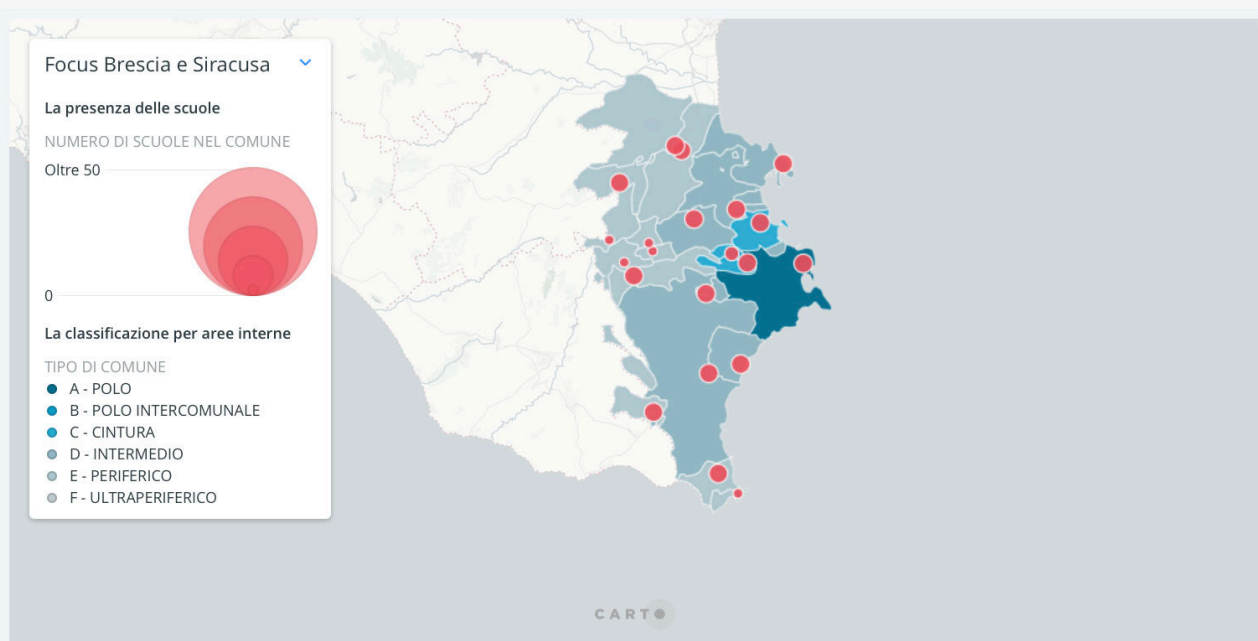 Focus Brescia e Siracusa
La presenza delle scuole
NUMERO DI SCUOLE NEL COMUNE
Oltre 50
0
La classificazione per aree interne
TIPO DI COMUNE
A - POLO
B - POLO INTERCOMUNALE
C - CINTURA
D - INTERMEDIO
E - PERIFERICO
F - ULTRAPERIFERICO
CARTO